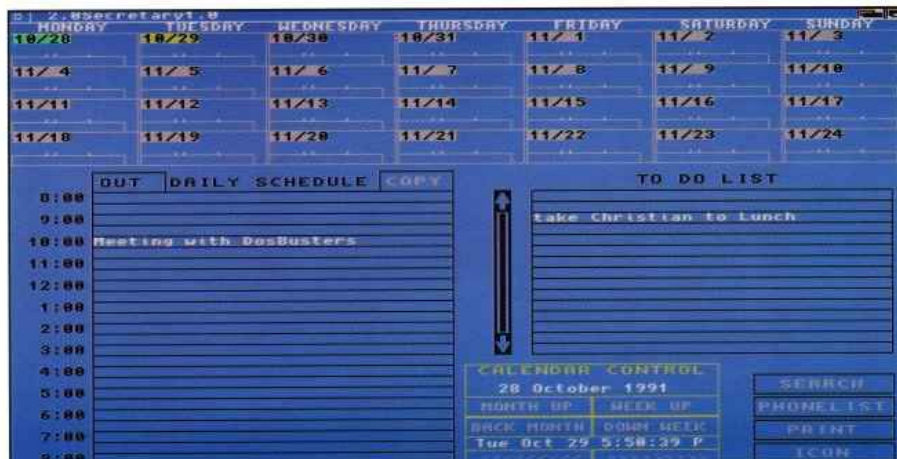 2.0Secretary1.0
MONDAY TUESDAY WEDNESDAY THURSDAY FRIDAY SATURDAY SUNDAY
10/28 10/29 10/30 10/31 11/ 1 11/ 2 11/ 3
11/ 4 11/ 5 11/ 6 11/ 7 11/ 8 11/ 9 11/10
11/11 11/12 11/13 11/14 11/15 11/16 11/17
11/18 11/19 11/20 11/21 11/22 11/23 11/24
OUT DAILY SCHEDULE COPY
8:00
9:00
10:00 Meeting with DosBusters
11:00
12:00
1:00
2:00
3:00
4:00
5:00
6:00
7:00
8:00
TO DO LIST
take Christian to Lunch
CALENDAR CONTROL
28 October 1991
MONTH UP WEEK UP
BACK MONTH DOWN WEEK
Tue Oct 29 5:50:39 P
SEARCH
PHONELIST
PRINT
ICON